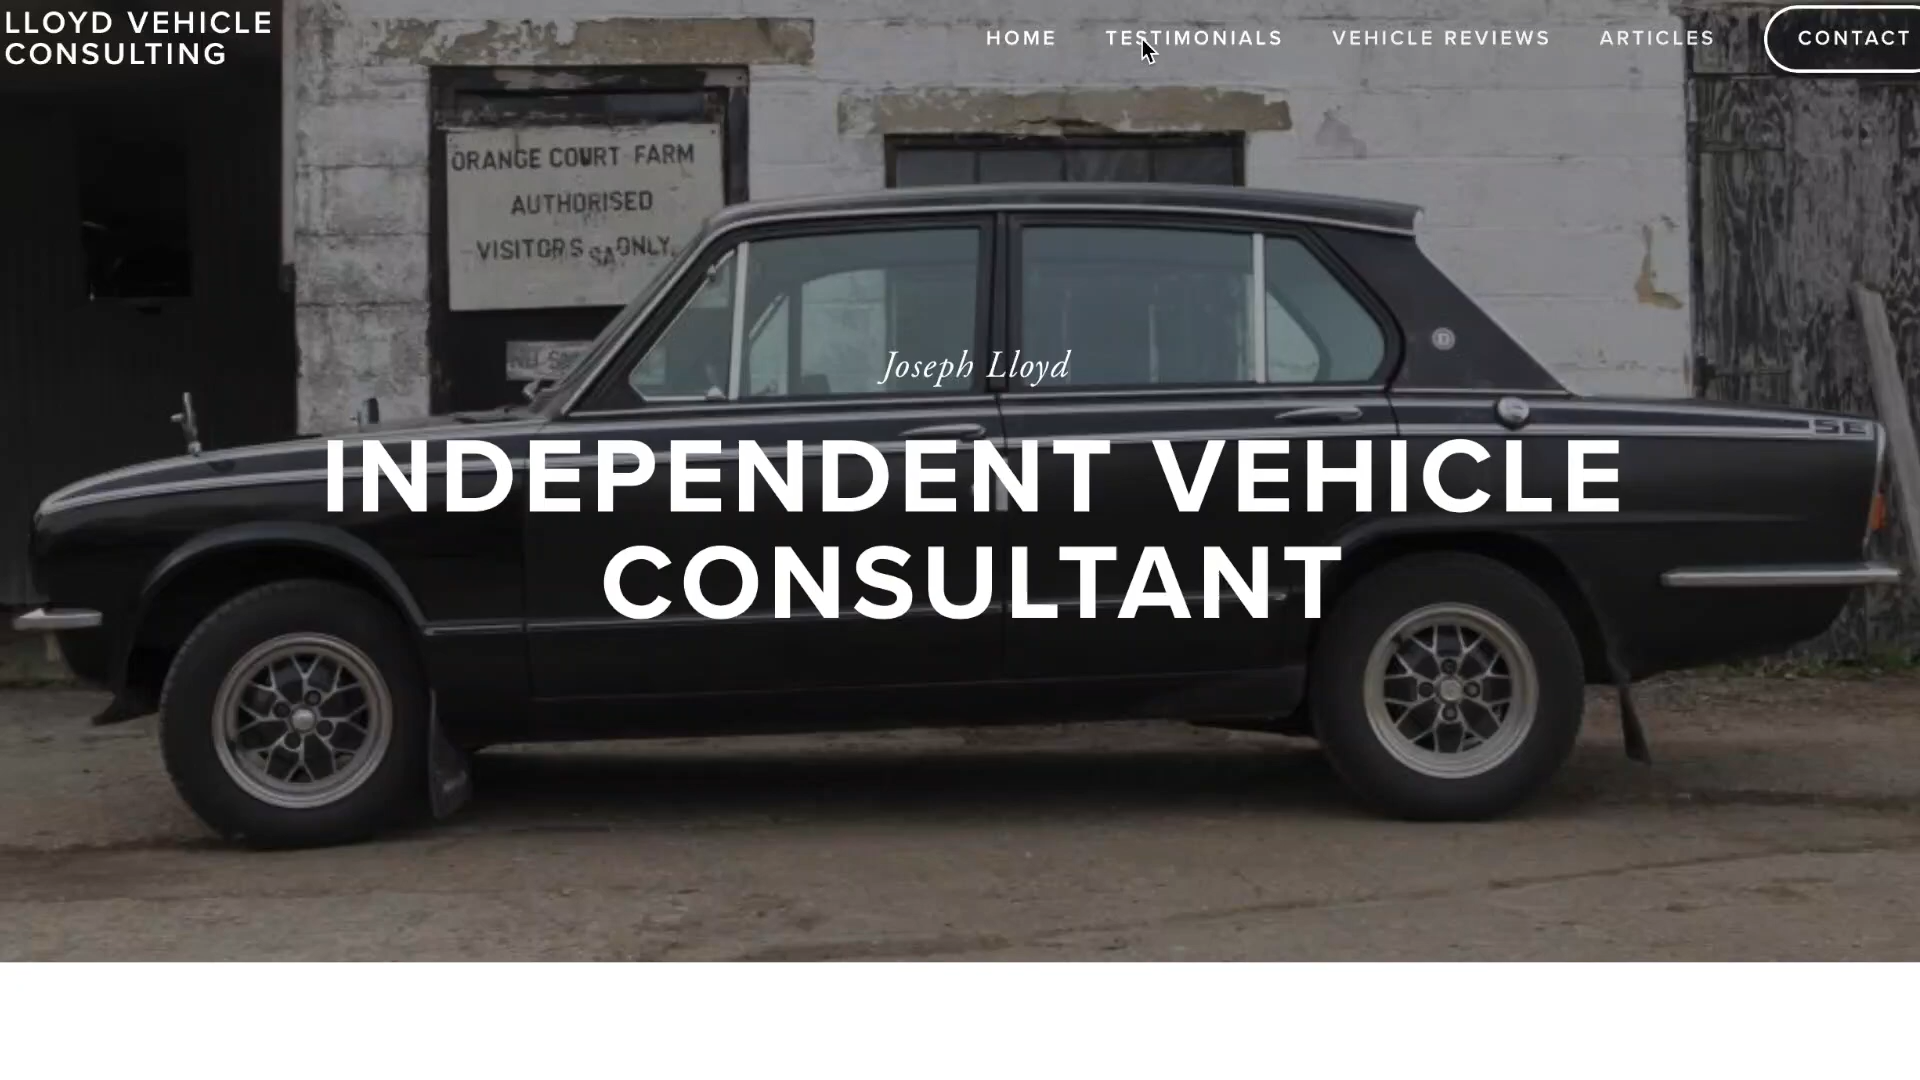 LLOYD VEHICLE
CONSULTING
HOME
TESTIMONIALS
VEHICLE REVIEWS
ARTICLES
CONTACT
ORANGE COURT FARM
AUTHORISED
VISITORS ONLY.
SA
Joseph Lloyd
INDEPENDENT VEHICLE
CONSULTANT
SE
D